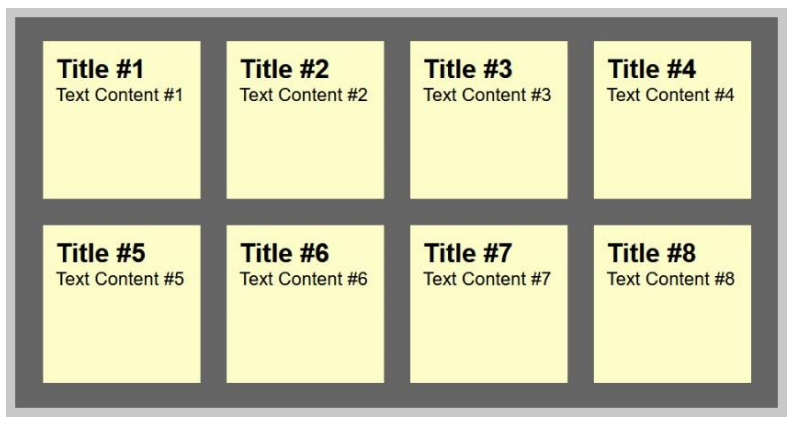 Title #1
Text Content #1
Title #2
Text Content #2
Title #3
Text Content #3
Title #4
Text Content #4
Title #5
Text Content #5
Title #6
Text Content #6
Title #7
Text Content #7
Title #8
Text Content #8